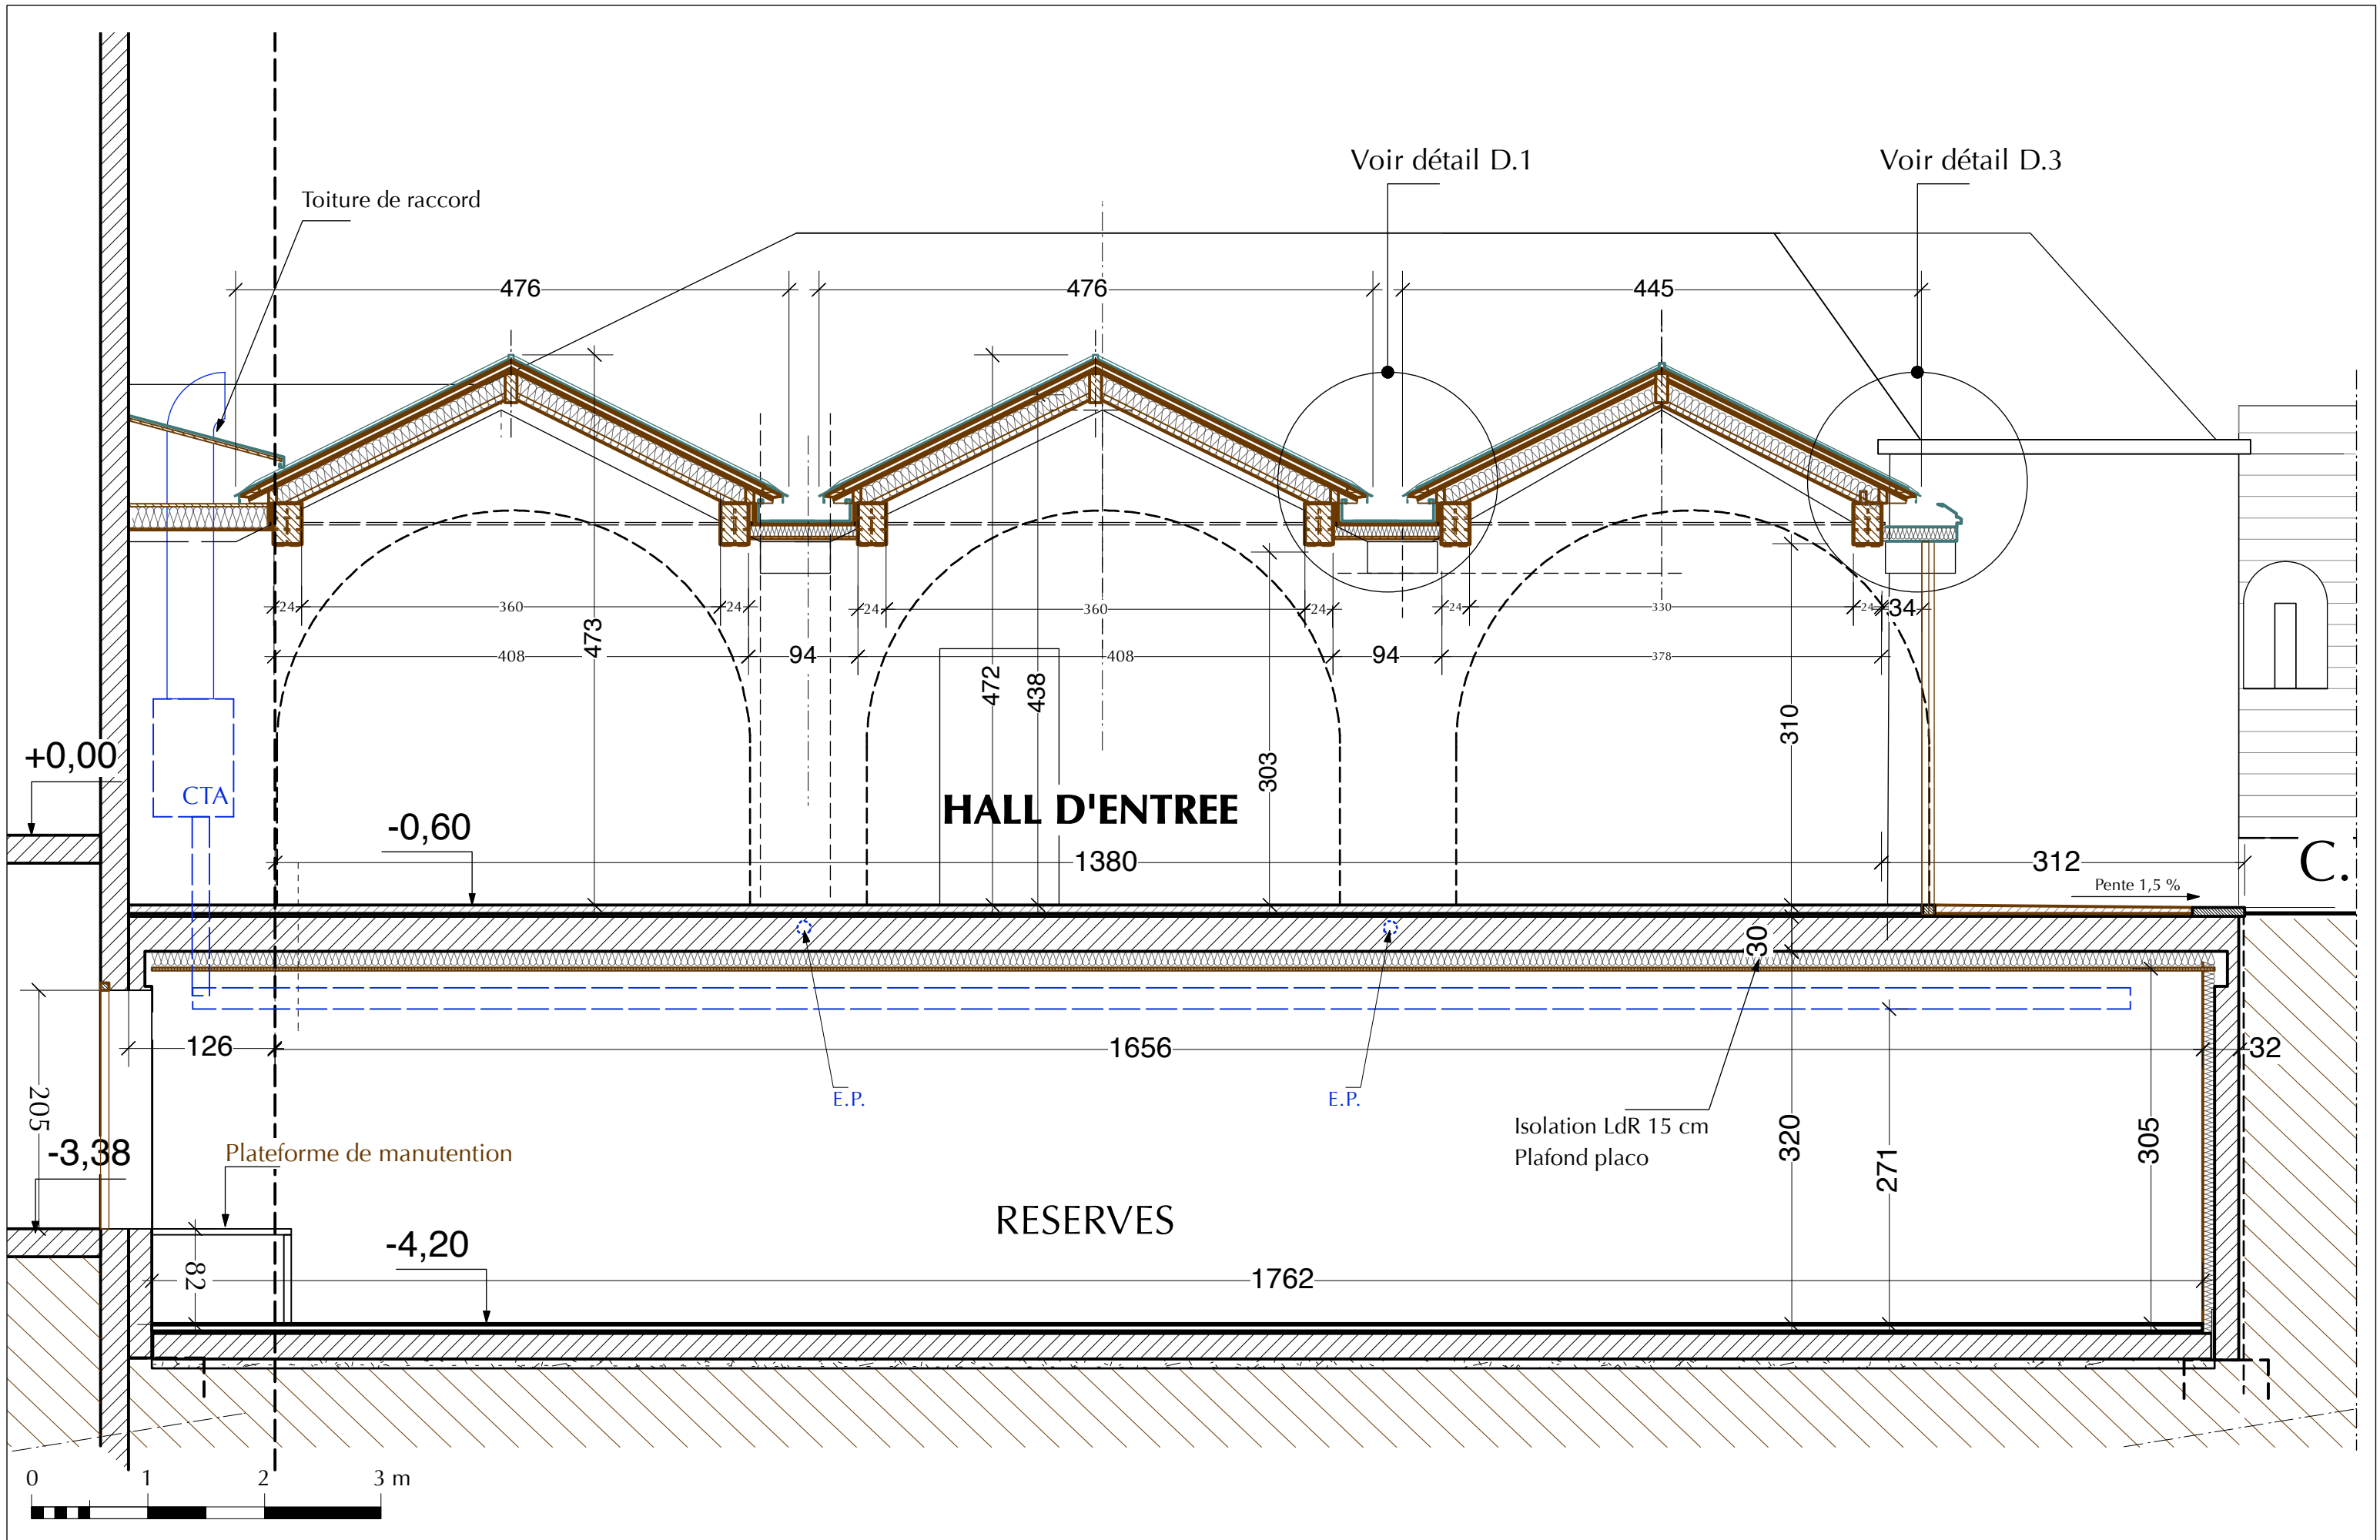 Voir détail D.1
Voir détail D.3
Toiture de raccord
476
476
445
24
360
24
24
360
24
24
330
24
34
408
94
408
94
378
473
472
438
303
310
+0,00
CTA
-0,60
HALL D'ENTREE
1380
312
C.
Pente 1,5 %
30
126
1656
32
205
E.P.
E.P.
Isolation LdR 15 cm
Plafond placo
320
271
305
-3,38
Plateforme de manutention
RESERVES
-4,20
82
1762
0 1 2 3 m